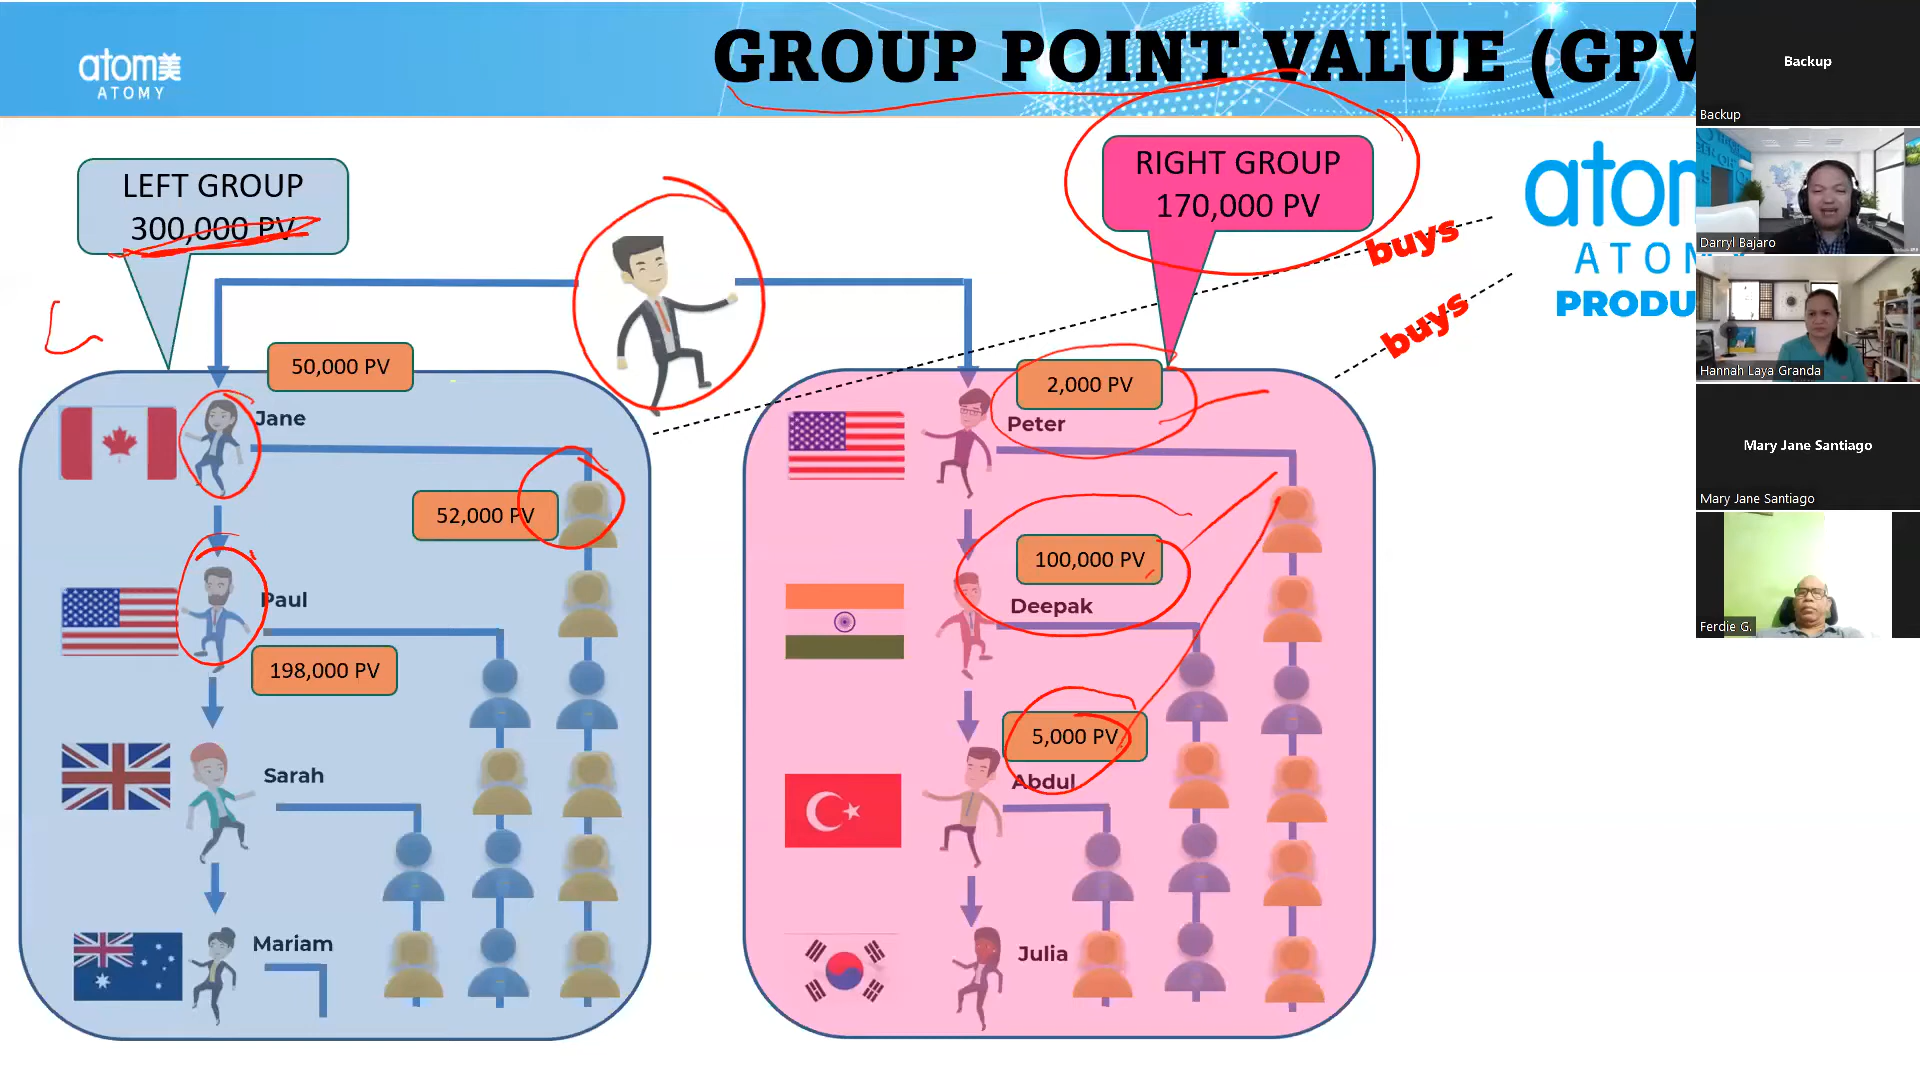 GROUP POINT VALUE (GPV
atom美
ATOMY
LEFT GROUP
300,000 PV
RIGHT GROUP
170,000 PV
buys
buys
atom
ATOM
PRODU
50,000 PV
Jane
52,000 PV
Paul
198,000 PV
Sarah
Mariam
2,000 PV
Peter
100,000 PV
Deepak
5,000 PV
Abdul
Julia
Backup
Backup
Darryl Bajaro
Hannah Laya Granda
Mary Jane Santiago
Mary Jane Santiago
Ferdie G.